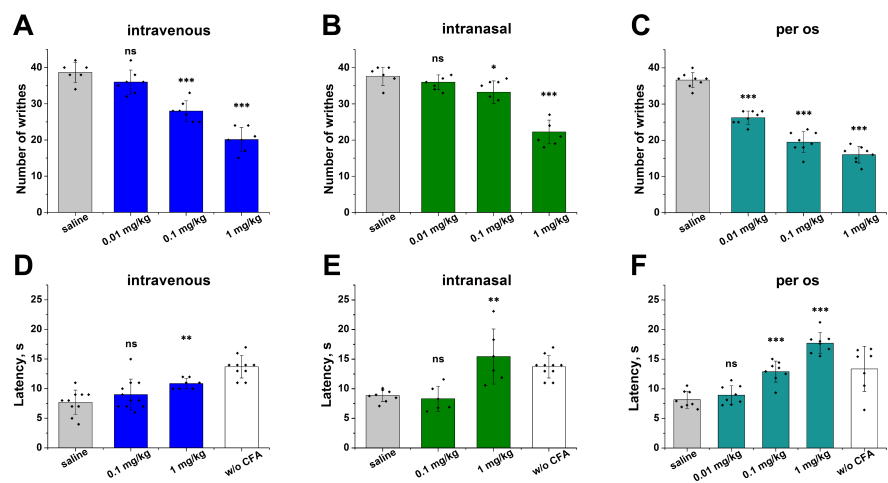 A
intravenous
Number of writhes
40
30
20
10
0
ns
***
***
saline
0.01 mg/kg
0.1 mg/kg
1 mg/kg
B
intranasal
Number of writhes
40
30
20
10
0
ns
*
***
saline
0.01 mg/kg
0.1 mg/kg
1 mg/kg
C
per os
Number of writhes
40
30
20
10
0
***
***
***
saline
0.01 mg/kg
0.1 mg/kg
1 mg/kg
D
intravenous
Latency, s
25
20
15
10
5
0
ns
**
saline
0.1 mg/kg
1 mg/kg
w/o CFA
E
intranasal
Latency, s
25
20
15
10
5
0
ns
**
saline
0.1 mg/kg
1 mg/kg
w/o CFA
F
per os
Latency, s
25
20
15
10
5
0
ns
***
***
saline
0.01 mg/kg
0.1 mg/kg
1 mg/kg
w/o CFA